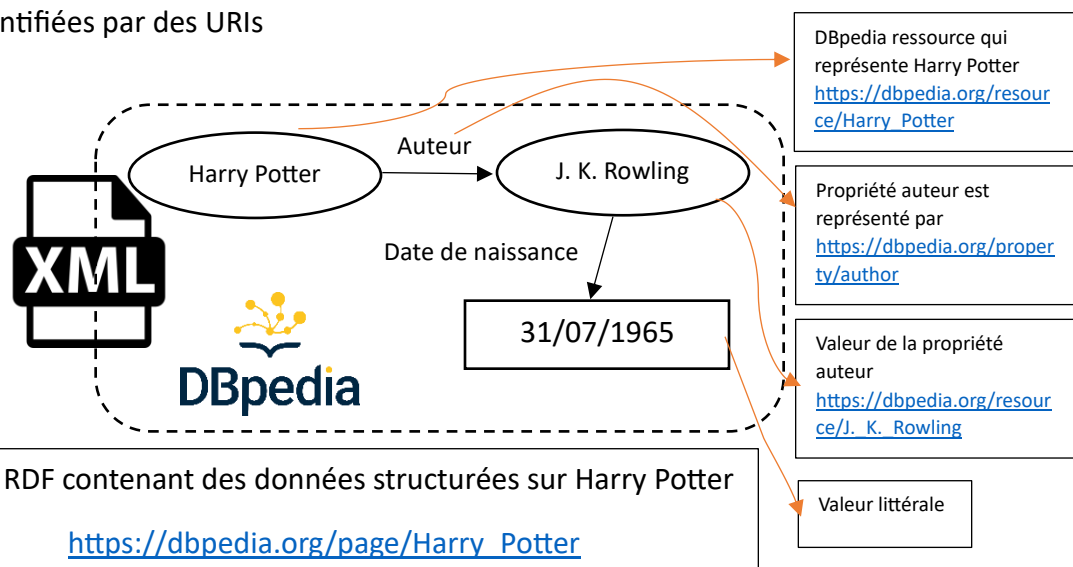 ntifiées par des URIs
DBpedia ressource qui
représente Harry Potter
https://dbpedia.org/resour
ce/Harry_Potter
Auteur
Harry Potter
J. K. Rowling
Propriété auteur est
représenté par
https://dbpedia.org/proper
ty/author
XML
Date de naissance
31/07/1965
DBpedia
Valeur de la propriété
auteur
https://dbpedia.org/resour
ce/J._K._Rowling
RDF contenant des données structurées sur Harry Potter
https://dbpedia.org/page/Harry_Potter
Valeur littérale